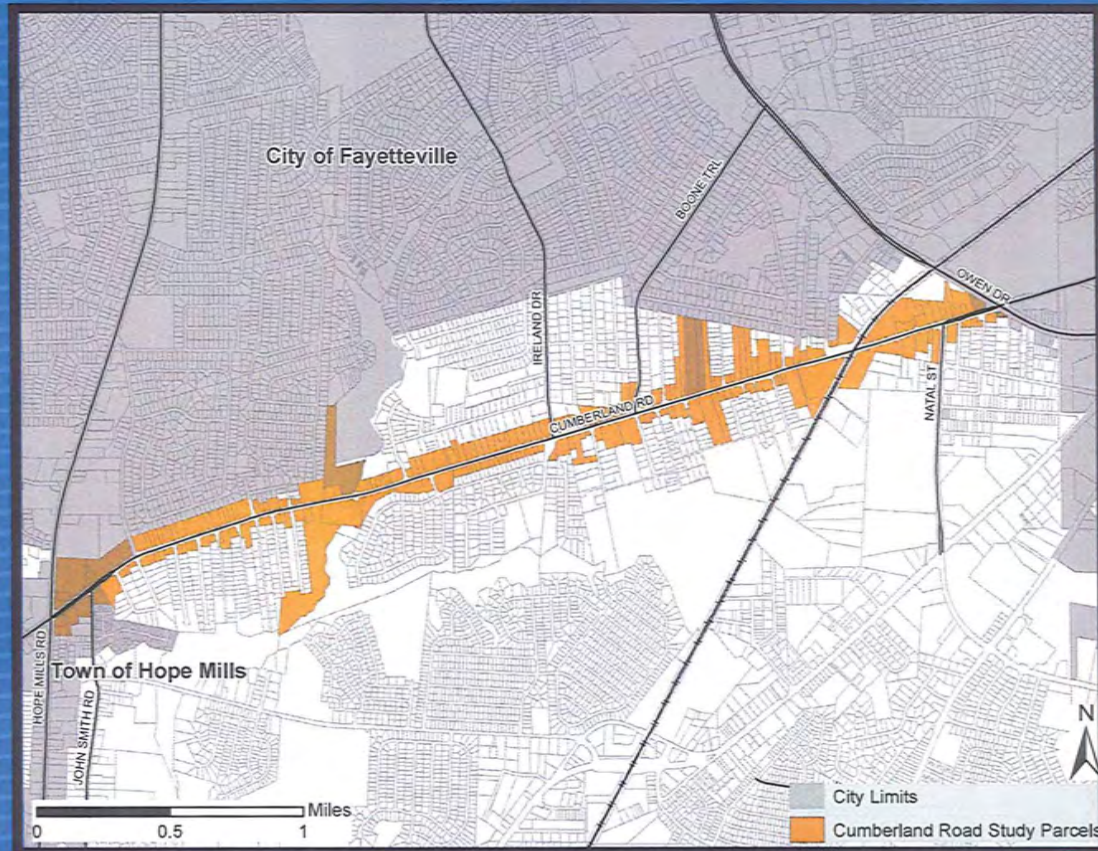 City of Fayetteville
BOONE TRL
OWEN DR
IRELAND DR
CUMBERLAND RD
NATAL ST
HOPE MILLS RD
Town of Hope Mills
JOHN SMITH RD
N
Miles
0 0.5 1
City Limits
Cumberland Road Study Parcels